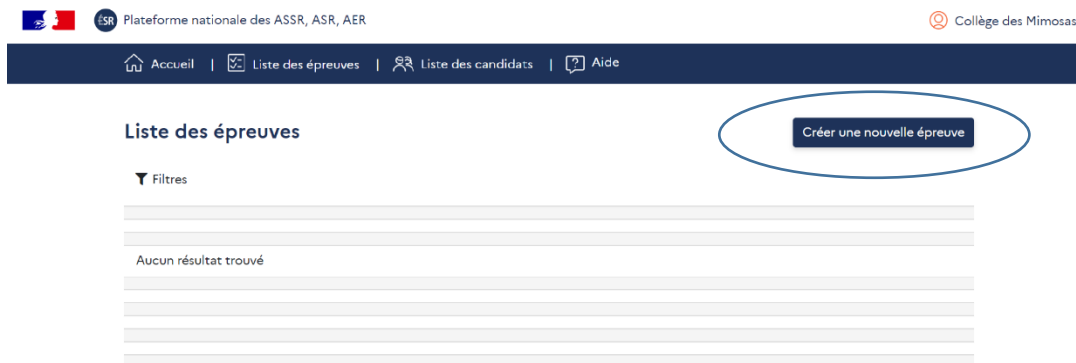 ÉSR Plateforme nationale des ASSR, ASR, AER
Collège des Mimosas
Accueil | Liste des épreuves | Liste des candidats | Aide
Liste des épreuves
Créer une nouvelle épreuve
Filtres
Aucun résultat trouvé